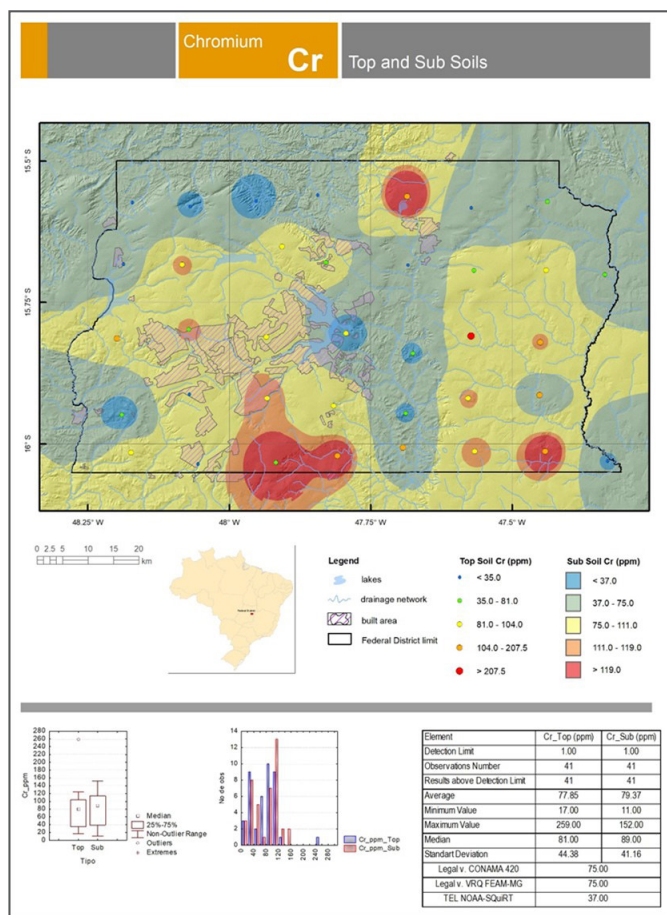 Chromium
Cr
Top and Sub Soils
15.5°S
15.75°S
16°S
48.25°W
48°W
47.75°W
47.5°W
0 2.5 5 10 15 20
km
Legend
lakes
drainage network
built area
Federal District limit
Top Soil Cr (ppm)
< 35.0
35.0 - 81.0
81.0 - 104.0
104.0 - 207.5
> 207.5
Sub Soil Cr (ppm)
< 37.0
37.0 - 75.0
75.0 - 111.0
111.0 - 119.0
> 119.0
Cr_ppm
280
260
240
220
200
180
160
140
120
100
80
60
40
20
0
Top Sub
Tipo
Median
25%-75%
Non-Outlier Range
Outliers
Extremes
No de obs
14
12
10
8
6
4
2
0
0 40 80 120 160 200 240 280
Cr_ppm_Top
Cr_ppm_Sub
Element Cr_Top (ppm) Cr_Sub (ppm)
Detection Limit 1.00 1.00
Observations Number 41 41
Results above Detection Limit 41 41
Average 77.85 79.37
Minimum Value 17.00 11.00
Maximum Value 259.00 152.00
Median 81.00 89.00
Standart Deviation 44.38 41.16
Legal v. CONAMA 420 75.00
Legal v. VRQ FEAM-MG 75.00
TEL NOAA-SQuiRT 37.00